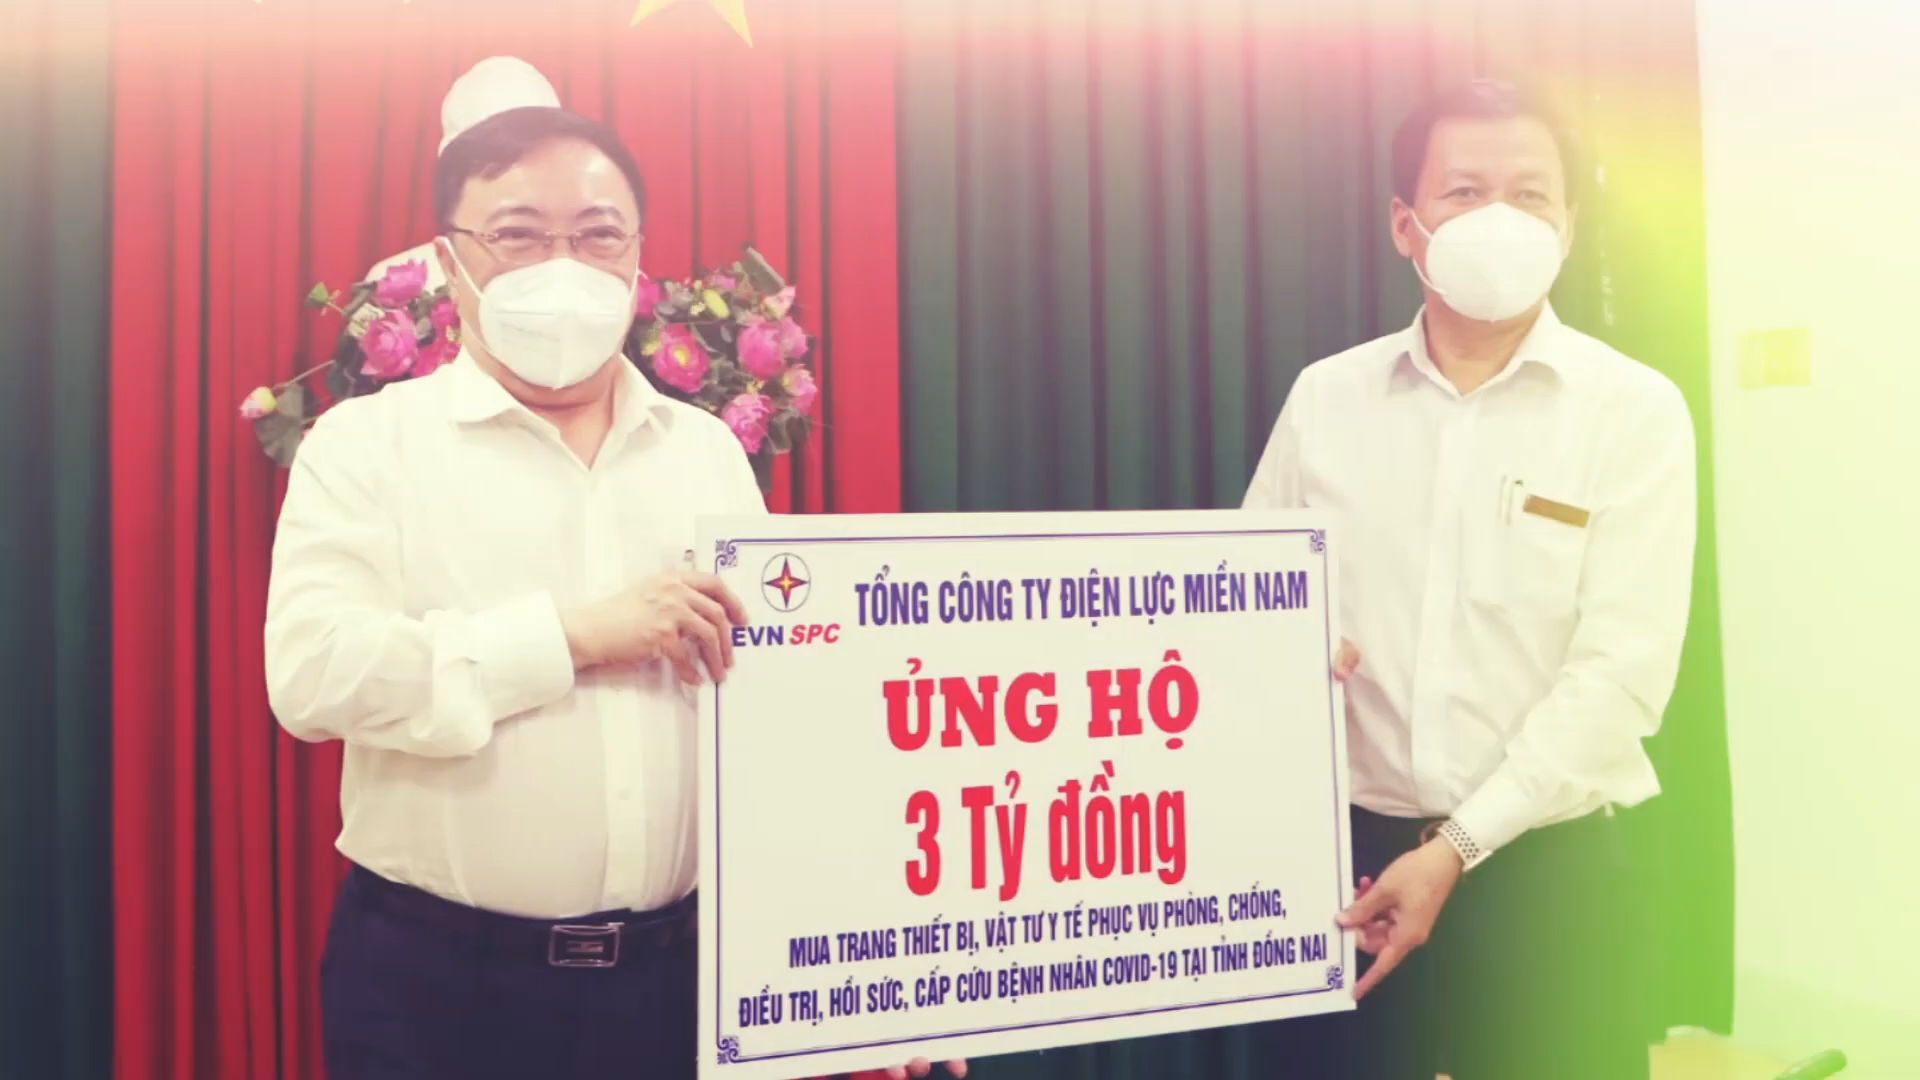 TỔNG CÔNG TY ĐIỆN LỰC MIỀN NAM
EVN SPC
ỦNG HỘ
3 Tỷ đồng
MUA TRANG THIẾT BỊ, VẬT TƯ Y TẾ PHỤC VỤ PHÒNG, CHỐNG,
ĐIỀU TRỊ, HỒI SỨC, CẤP CỨU BỆNH NHÂN COVID-19 TẠI TỈNH ĐỒNG NAI